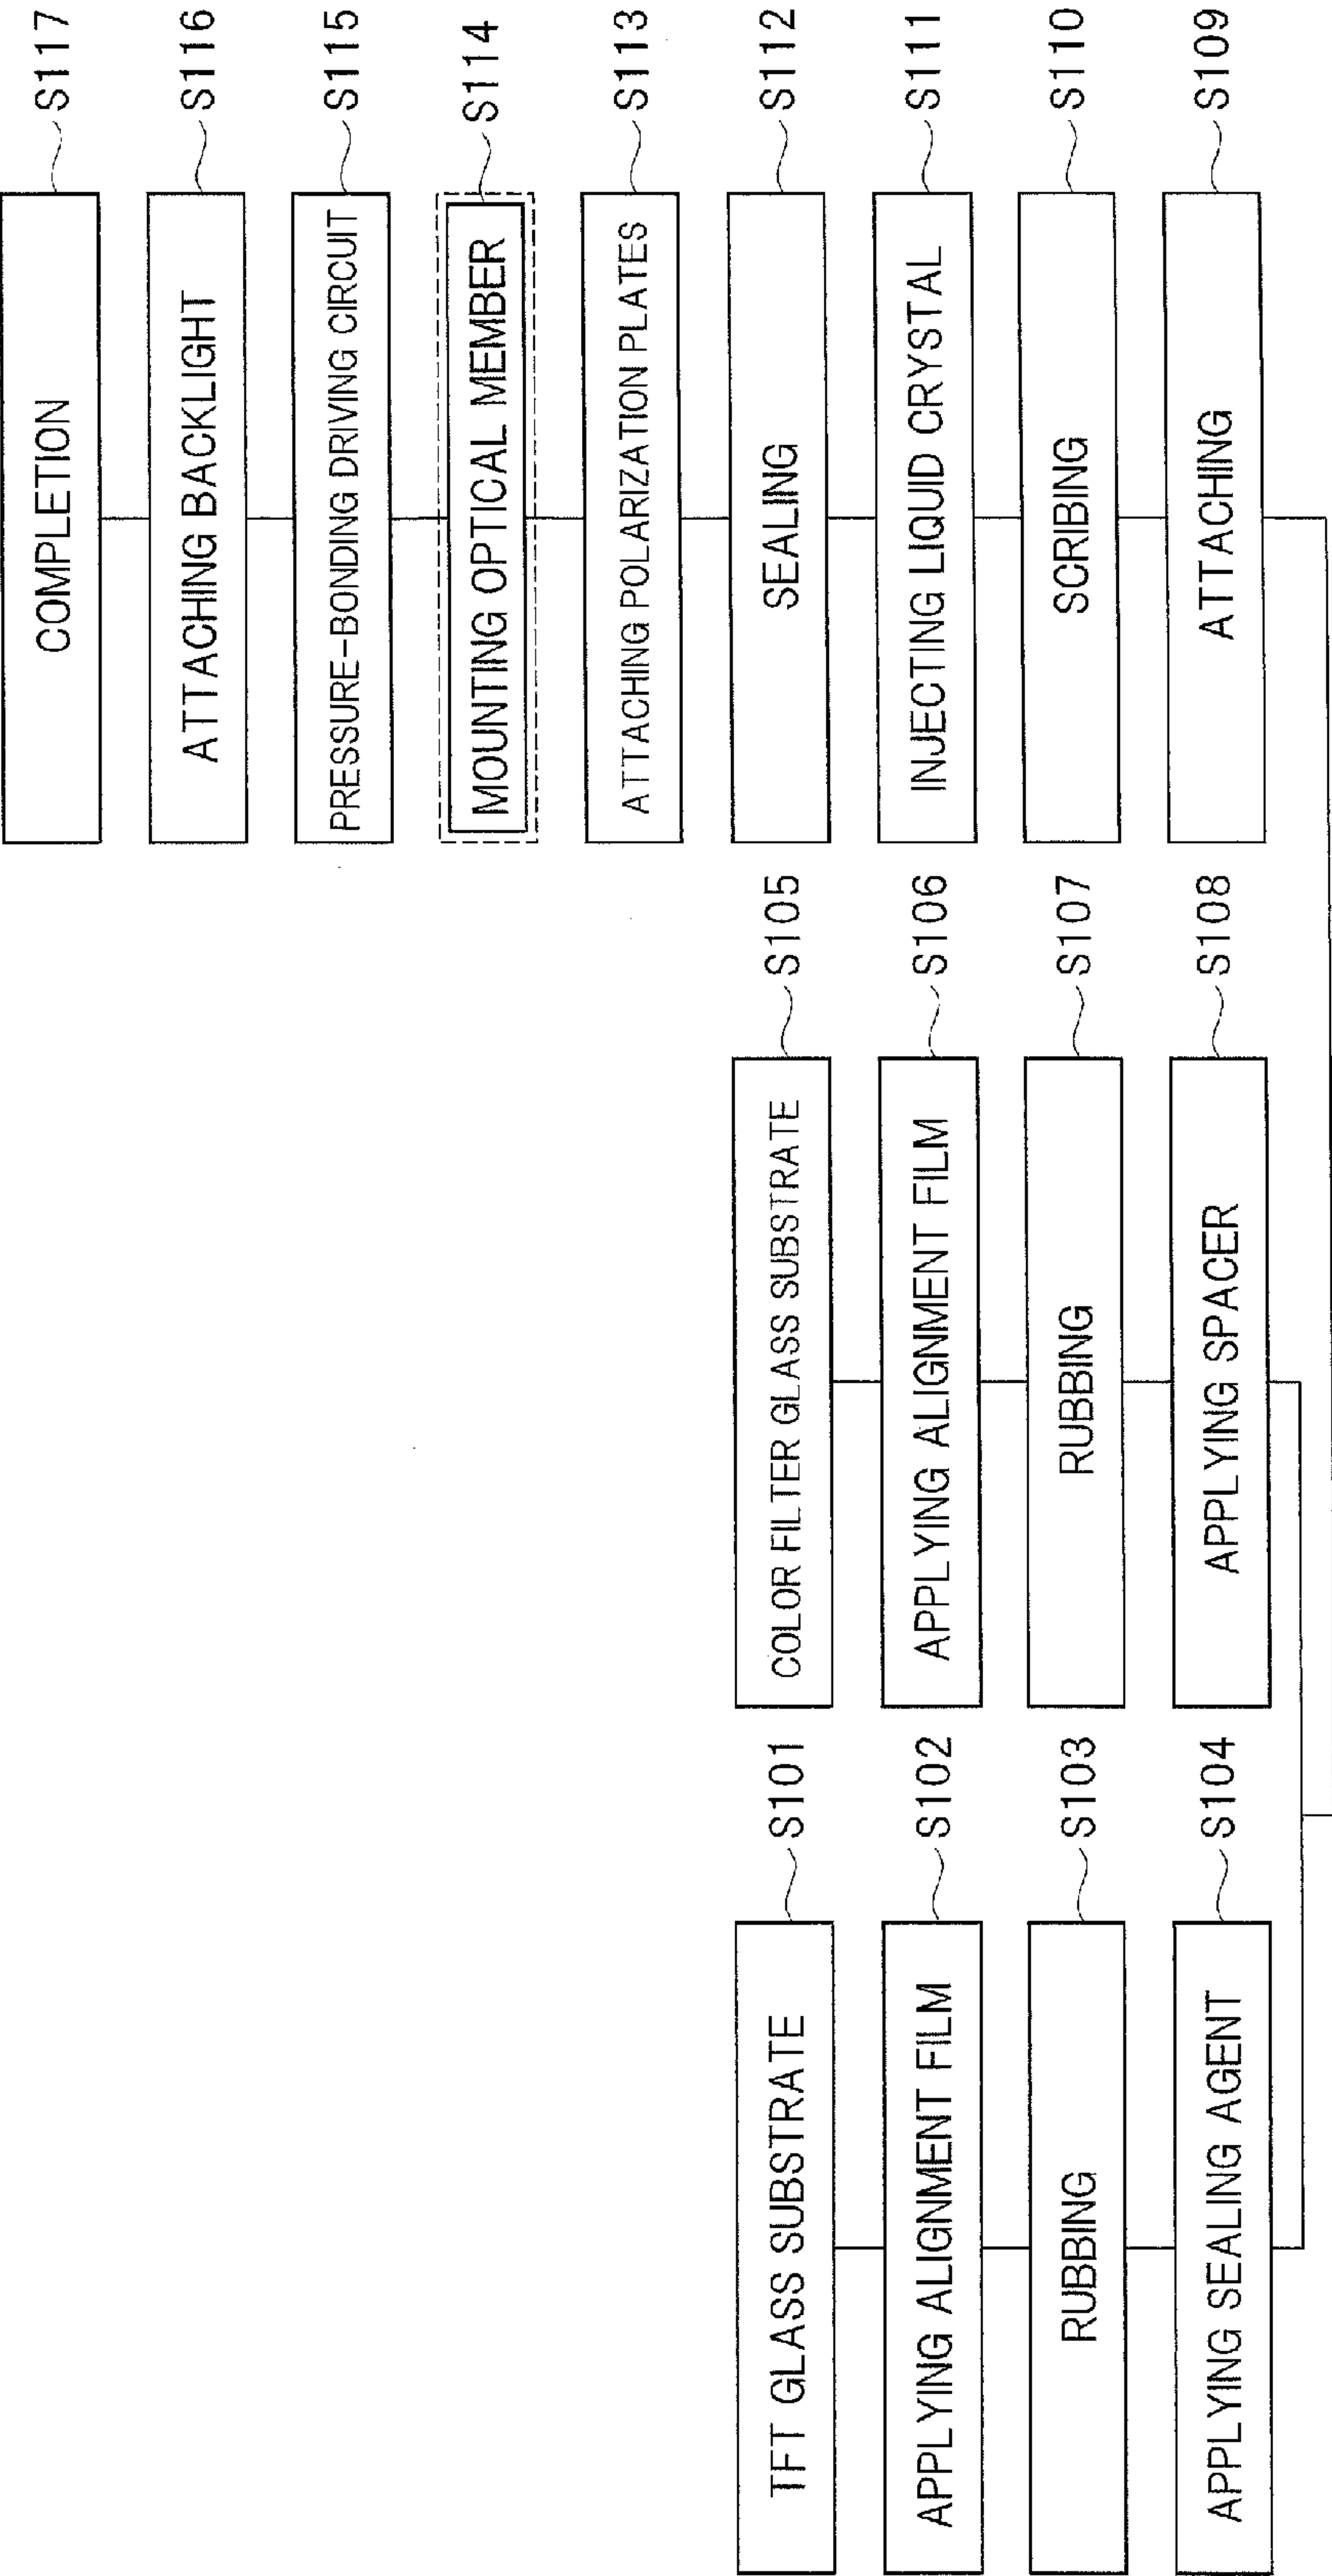 TFT GLASS SUBSTRATE S101
APPLYING ALIGNMENT FILM S102
RUBBING S103
APPLYING SEALING AGENT S104
COLOR FILTER GLASS SUBSTRATE S105
APPLYING ALIGNMENT FILM S106
RUBBING S107
APPLYING SPACER S108
ATTACHING S109
SCRIBING S110
INJECTING LIQUID CRYSTAL S111
SEALING S112
ATTACHING POLARIZATION PLATES S113
MOUNTING OPTICAL MEMBER S114
PRESSURE-BONDING DRIVING CIRCUIT S115
ATTACHING BACKLIGHT S116
COMPLETION S117